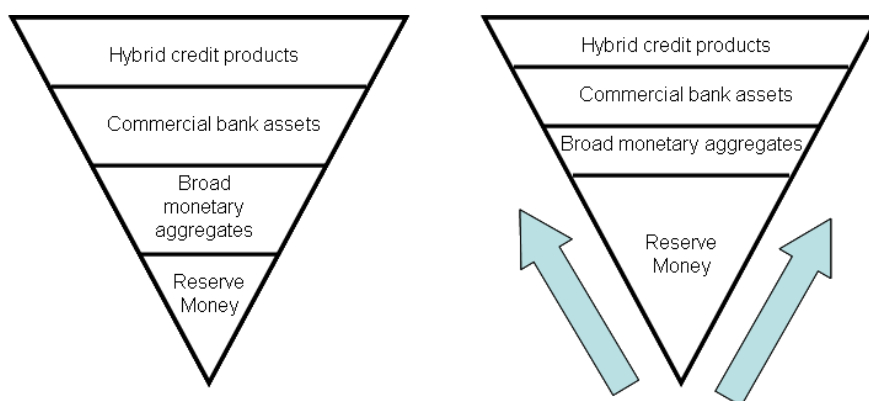 Hybrid credit products
Commercial bank assets
Broad
monetary
aggregates
Reserve
Money
Hybrid credit products
Commercial bank assets
Broad monetary aggregates
Reserve
Money